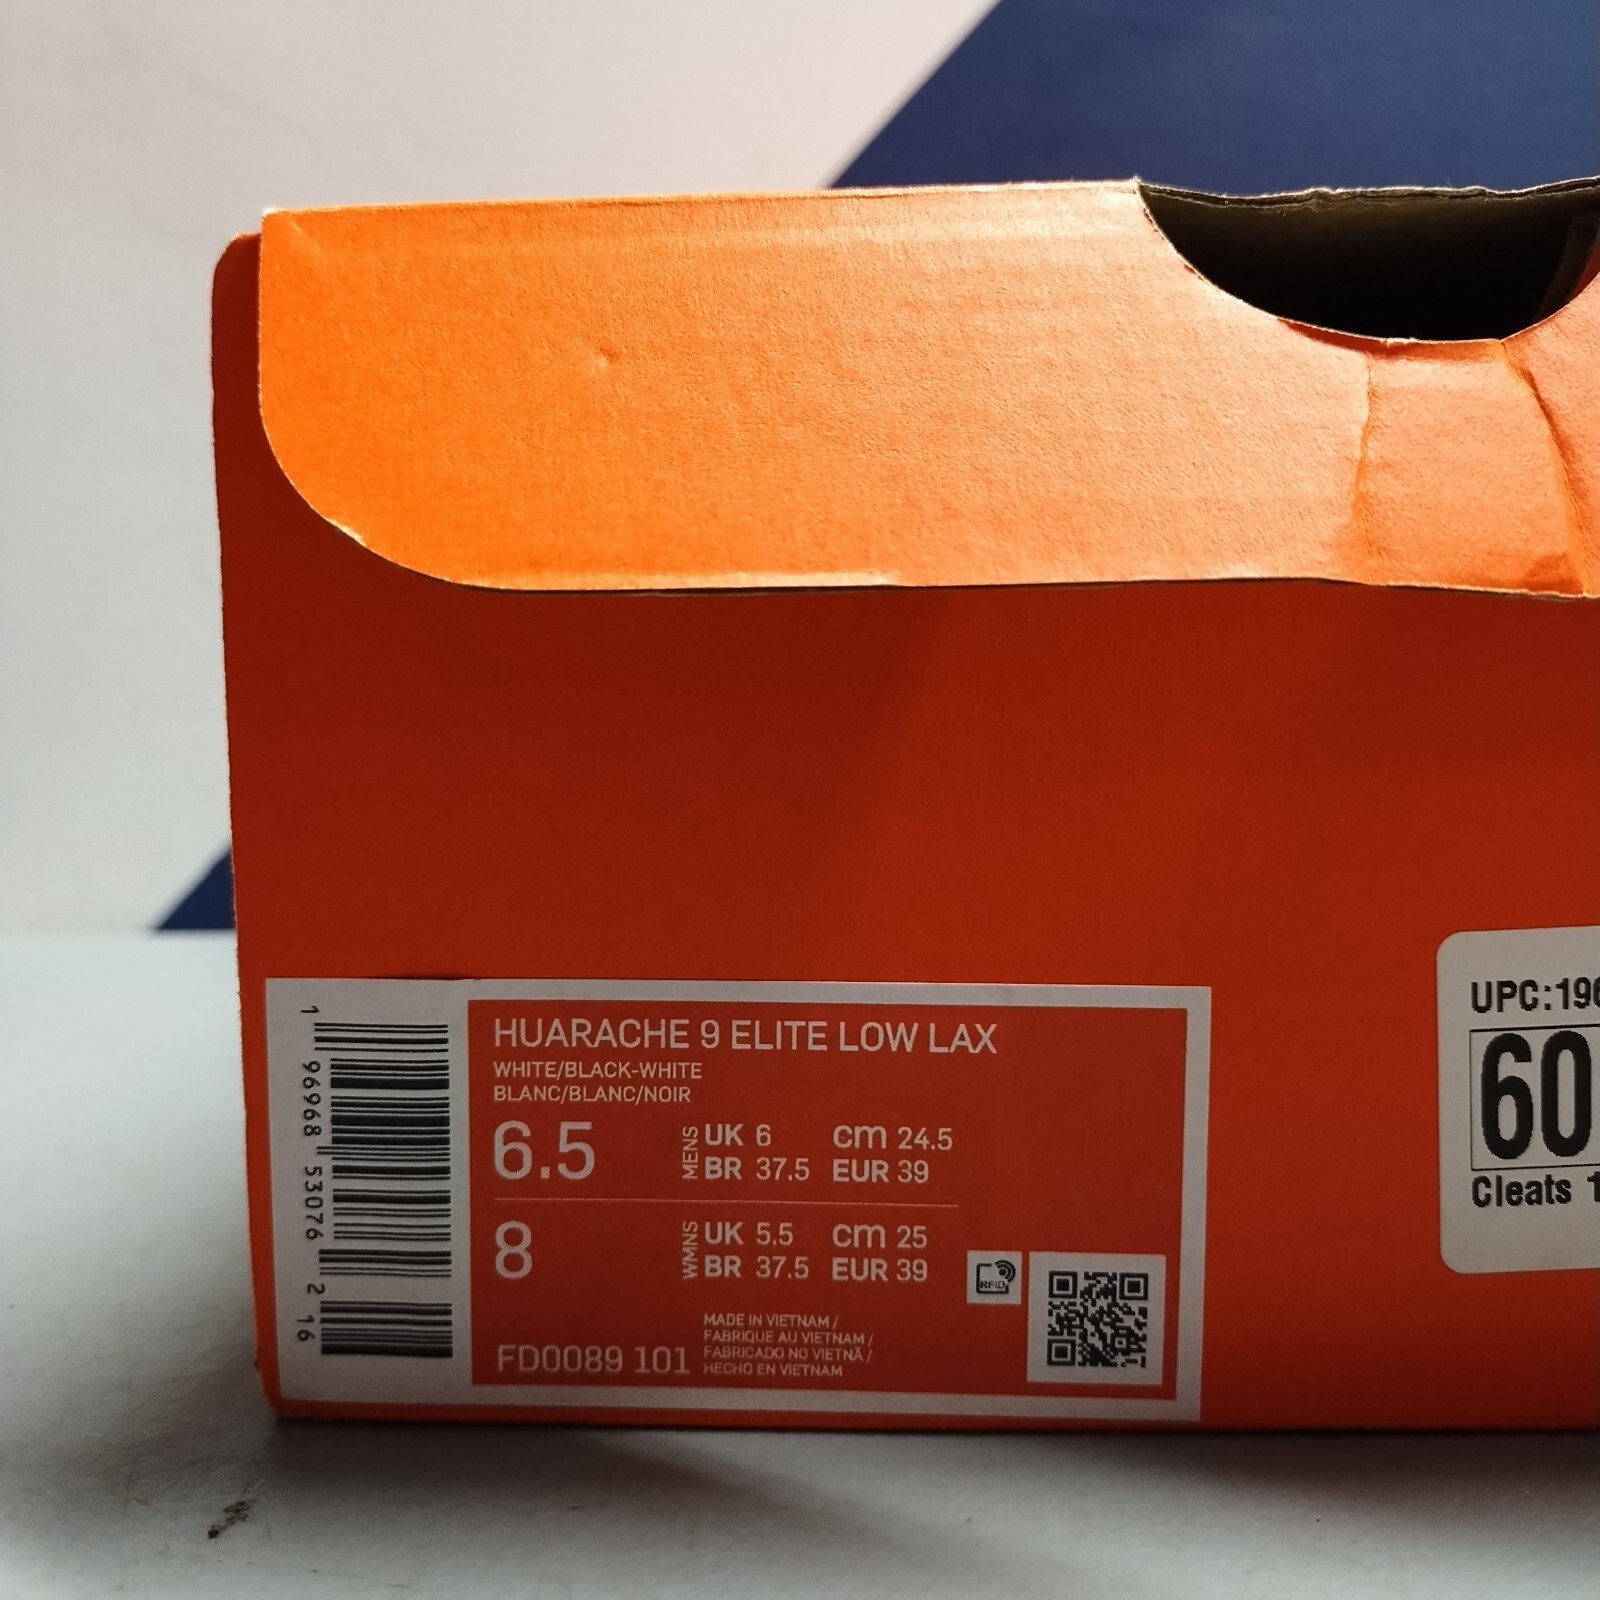 1 96968 53076 2 16
HUARACHE 9 ELITE LOW LAX
WHITE/BLACK-WHITE
BLANC/BLANC/NOIR
6.5 MENS UK 6 cm 24.5
BR 37.5 EUR 39
8 WMNS UK 5.5 cm 25
BR 37.5 EUR 39
RFID
MADE IN VIETNAM /
FABRIQUE AU VIETNAM /
FABRICADO NO VIETNÃ /
FD0089 101 HECHO EN VIETNAM
UPC:196
60
Cleats 1